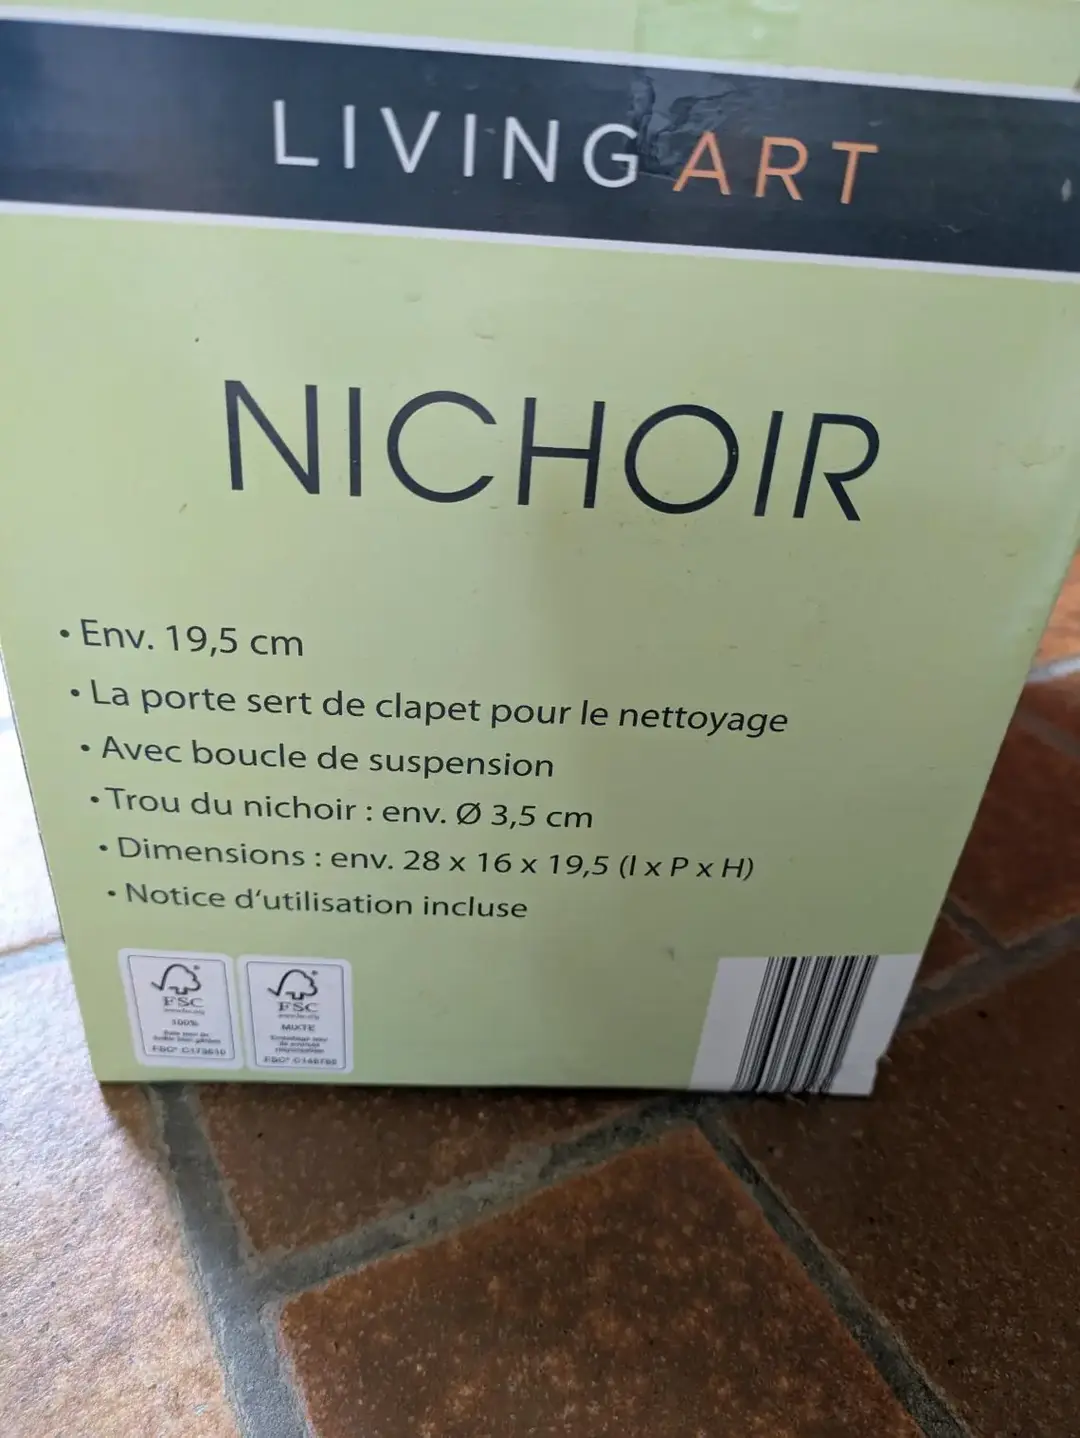 LIVING ART
NICHOIR
• Env. 19,5 cm
• La porte sert de clapet pour le nettoyage
• Avec boucle de suspension
• Trou du nichoir : env. Ø 3,5 cm
• Dimensions : env. 28 x 16 x 19,5 (l x P x H)
• Notice d‘utilisation incluse
FSC
100%
FSC
MIXTE